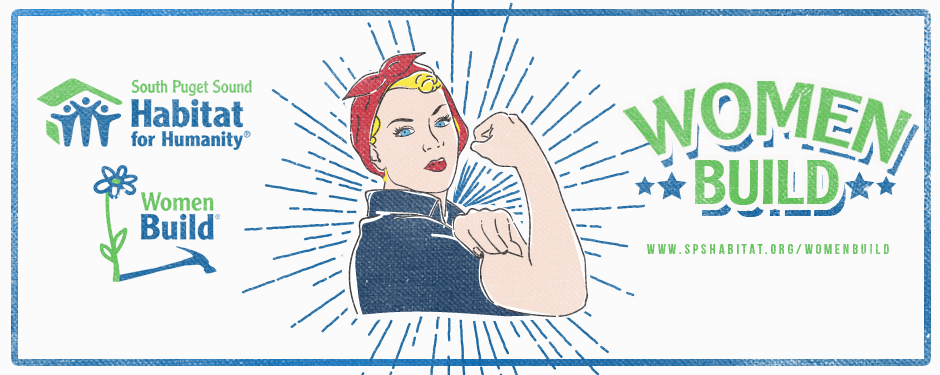 South Puget Sound
Habitat
for Humanity®
Women
Build®
WOMEN
BUILD
WWW.SPSHABITAT.ORG/WOMENBUILD